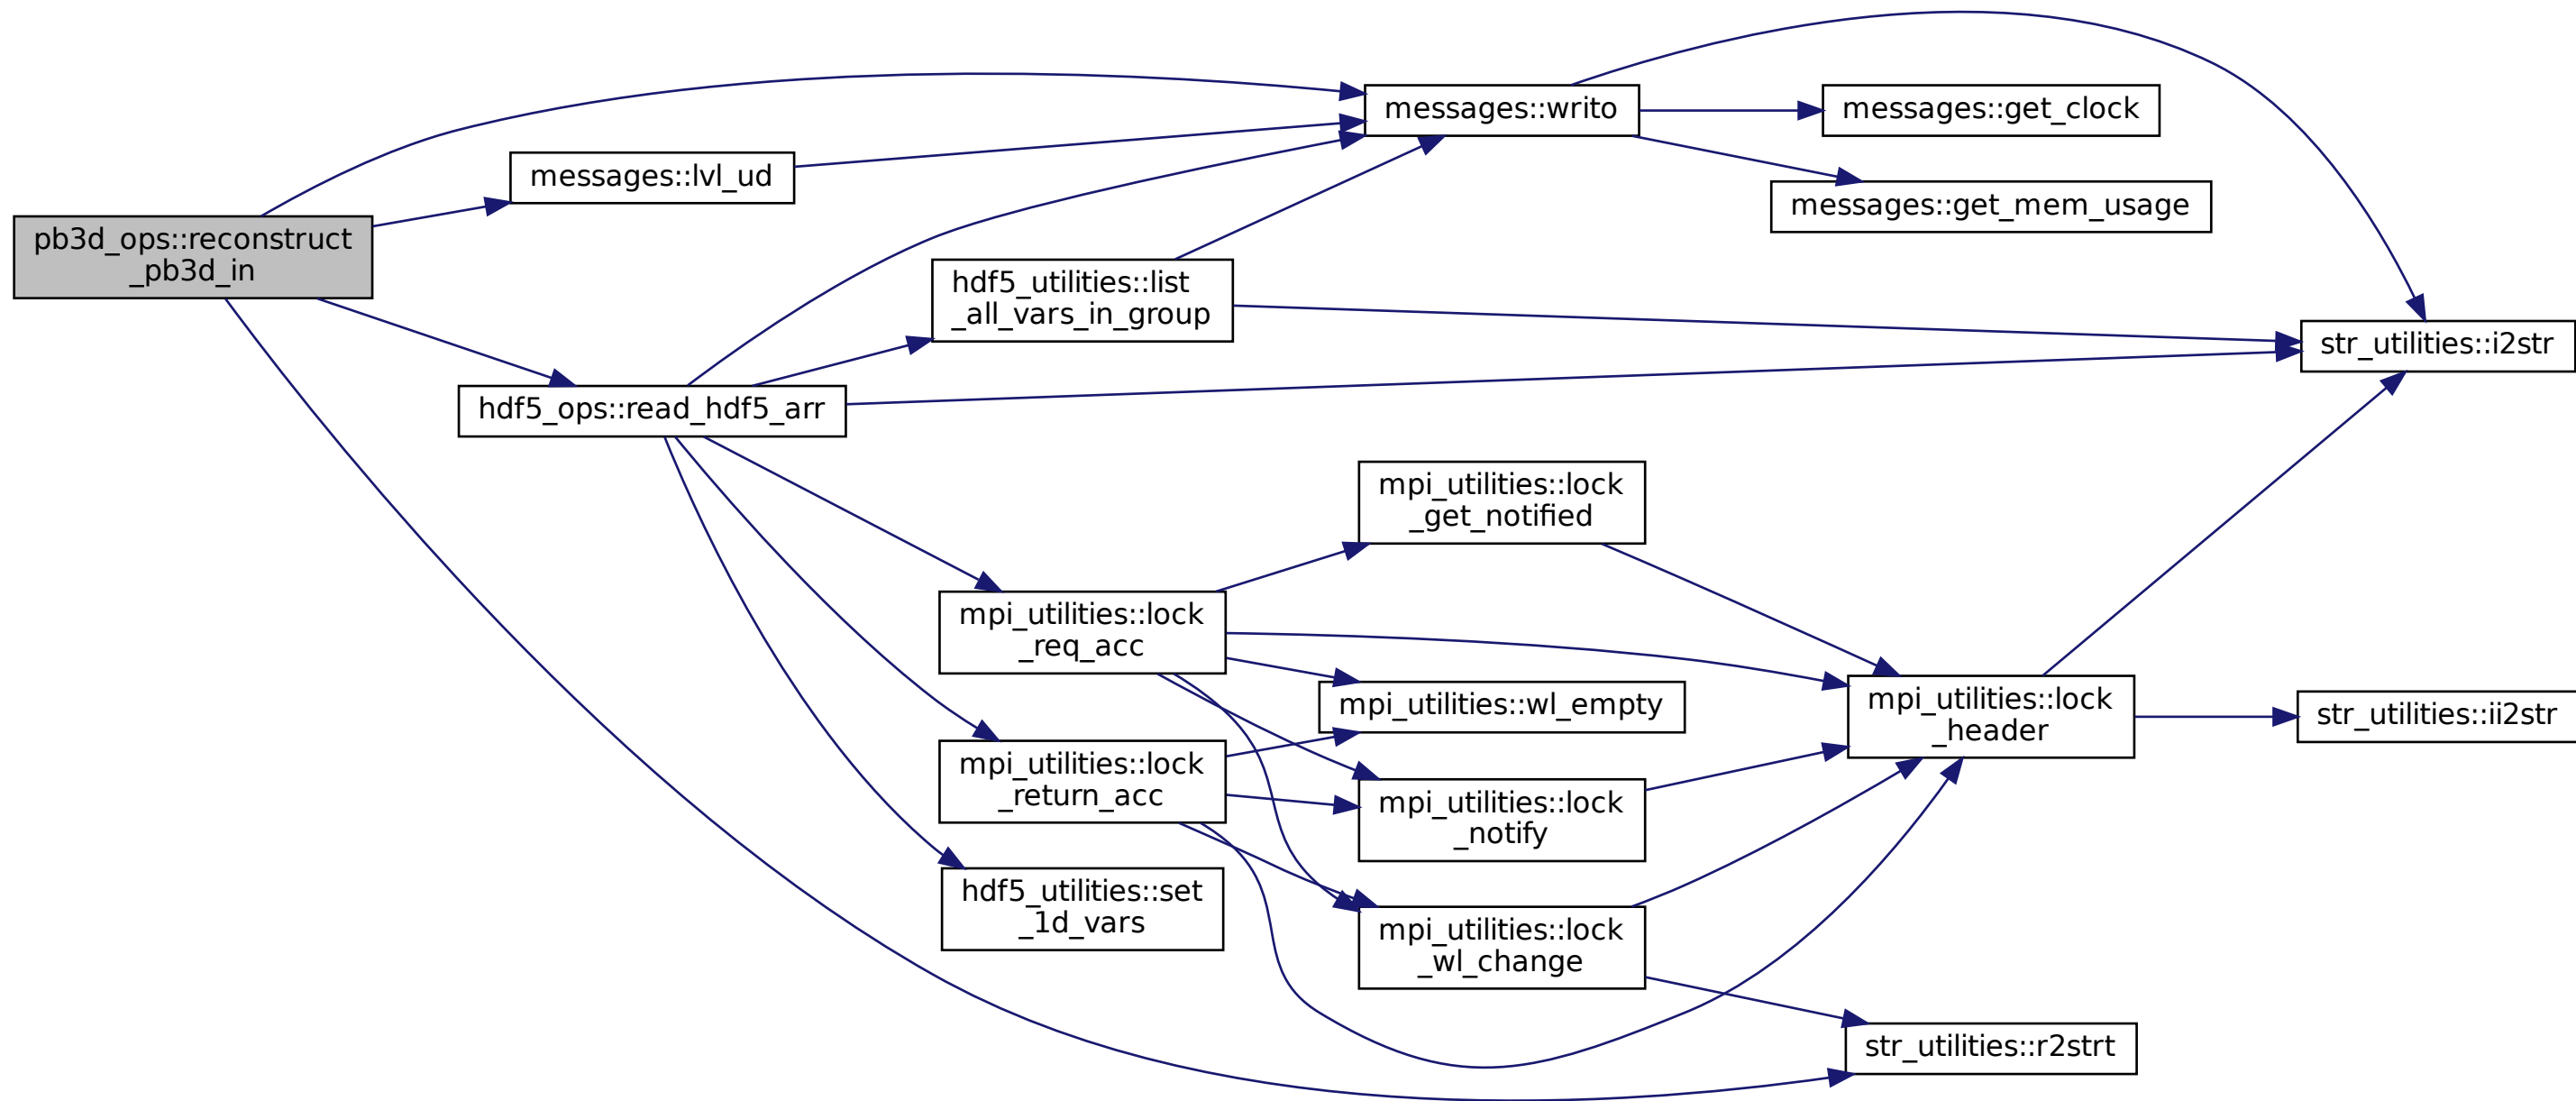 pb3d_ops::reconstruct
_pb3d_in
messages::lvl_ud
hdf5_ops::read_hdf5_arr
hdf5_utilities::list
_all_vars_in_group
mpi_utilities::lock
_req_acc
mpi_utilities::lock
_return_acc
hdf5_utilities::set
_1d_vars
messages::writo
mpi_utilities::lock
_get_notified
mpi_utilities::wl_empty
mpi_utilities::lock
_notify
mpi_utilities::lock
_wl_change
messages::get_clock
messages::get_mem_usage
mpi_utilities::lock
_header
str_utilities::r2strt
str_utilities::i2str
str_utilities::ii2str